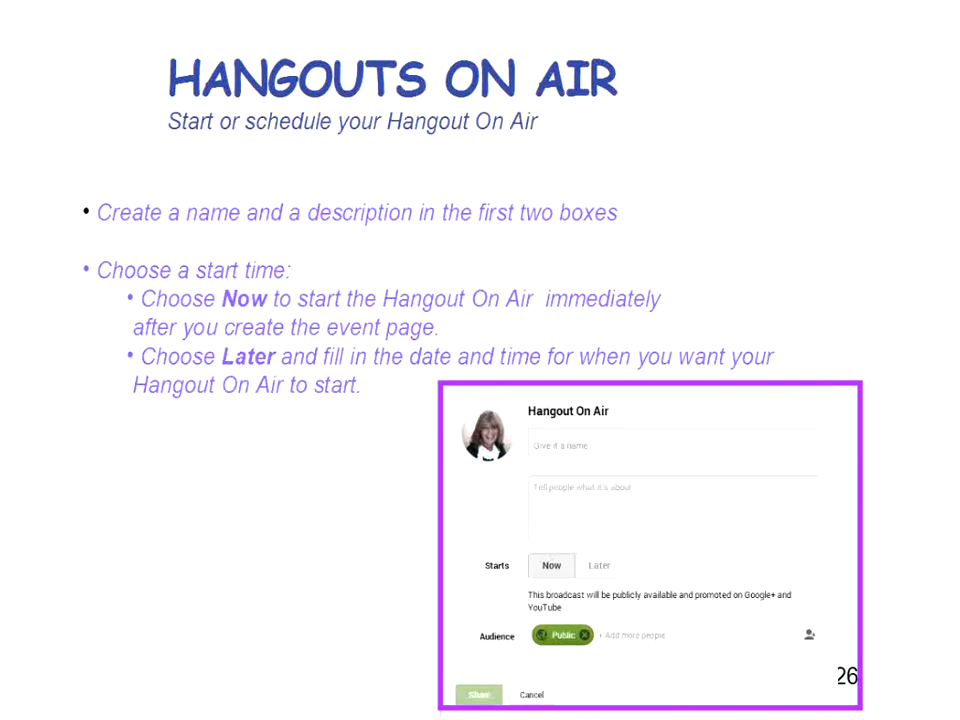 HANGOUTS ON AIR
Start or schedule your Hangout On Air
• Create a name and a description in the first two boxes
• Choose a start time:
• Choose Now to start the Hangout On Air immediately
after you create the event page.
• Choose Later and fill in the date and time for when you want your
Hangout On Air to start.
Hangout On Air
Give it a name
Tell people what it's about
Starts Now Later
This broadcast will be publicly available and promoted on Google+ and
YouTube
Audience Public + Add more people
26
Share Cancel